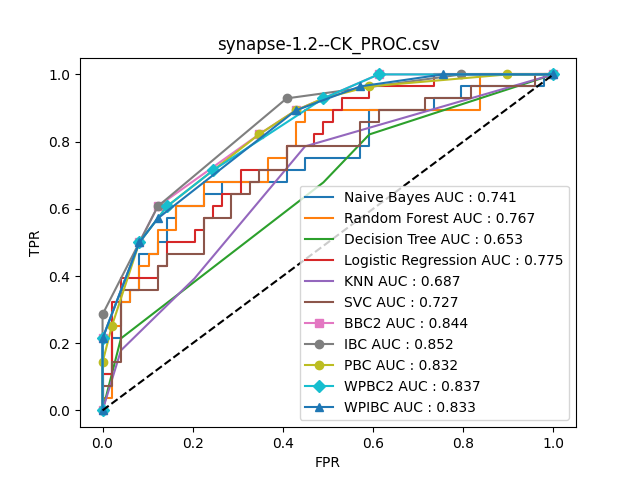 synapse-1.2--CK_PROC.csv
TPR
1.0
0.8
0.6
0.4
0.2
0.0
Naive Bayes AUC : 0.741
Random Forest AUC : 0.767
Decision Tree AUC : 0.653
Logistic Regression AUC : 0.775
KNN AUC : 0.687
SVC AUC : 0.727
BBC2 AUC : 0.844
IBC AUC : 0.852
PBC AUC : 0.832
WPBC2 AUC : 0.837
WPIBC AUC : 0.833
0.0 0.2 0.4 0.6 0.8 1.0
FPR